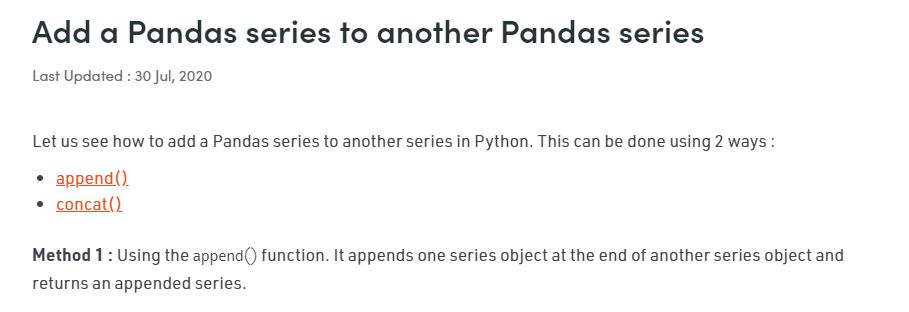 Add a Pandas series to another Pandas series
Last Updated : 30 Jul, 2020
Let us see how to add a Pandas series to another series in Python. This can be done using 2 ways :
• append()
• concat()
Method 1 : Using the append() function. It appends one series object at the end of another series object and
returns an appended series.